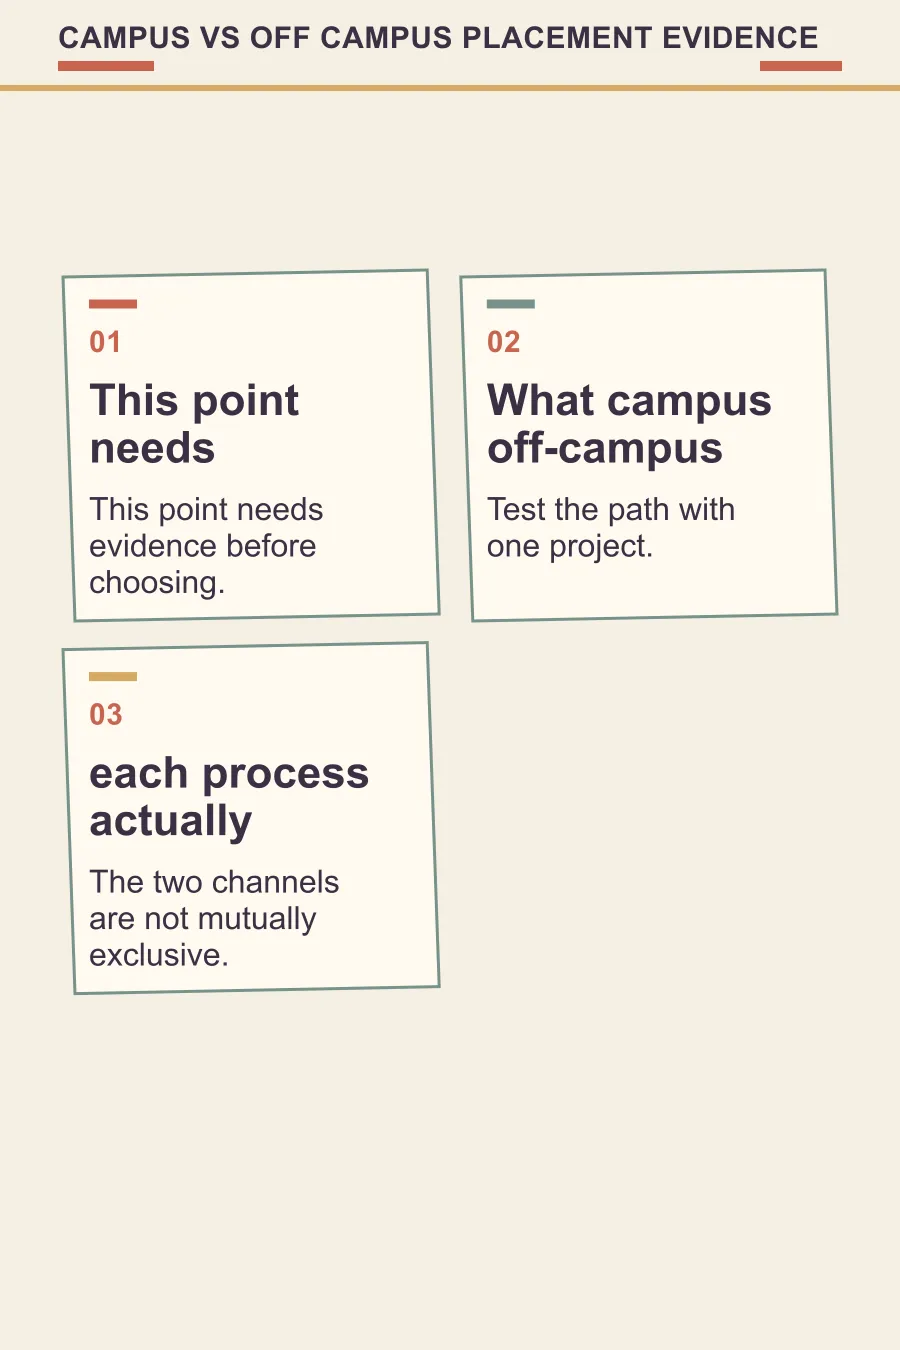 CAMPUS VS OFF CAMPUS PLACEMENT EVIDENCE
01
This point
needs
This point needs
evidence before
choosing.
02
What campus
off-campus
Test the path with
one project.
03
each process
actually
The two channels
are not mutually
exclusive.